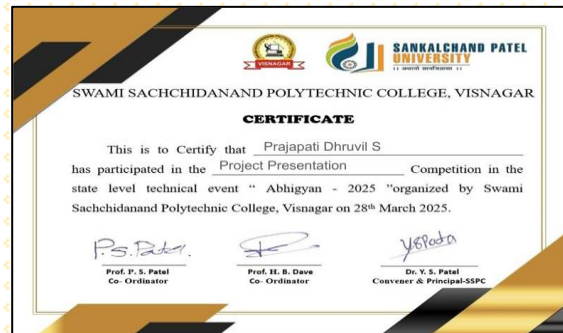 VISNAGAR
SANKALCHAND PATEL
UNIVERSITY
SWAMI SACHCHIDANAND POLYTECHNIC COLLEGE, VISNAGAR
CERTIFICATE
This is to Certify that Prajapati Dhruvil S
has participated in the Project Presentation Competition in the
state level technical event “ Abhigyan - 2025 ”organized by Swami
Sachchidanand Polytechnic College, Visnagar on 28th March 2025.
P.S. Patel.
Y.S.Patel
Prof. P. S. Patel
Co- Ordinator
Prof. H. B. Dave
Co- Ordinator
Dr. Y. S. Patel
Convener & Principal-SSPC